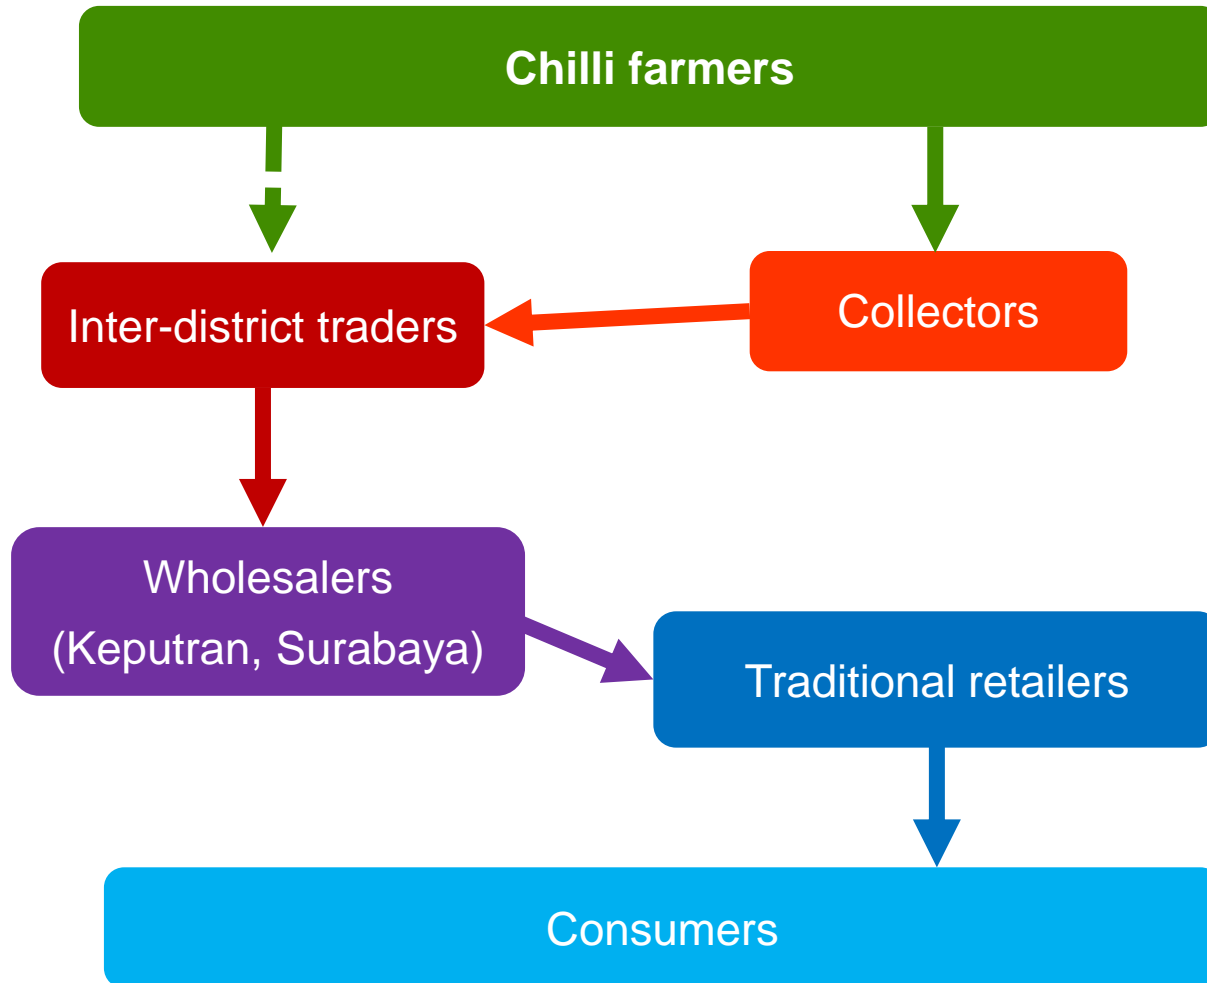 Chilli farmers
Inter-district traders
Collectors
Wholesalers
(Keputran, Surabaya)
Traditional retailers
Consumers